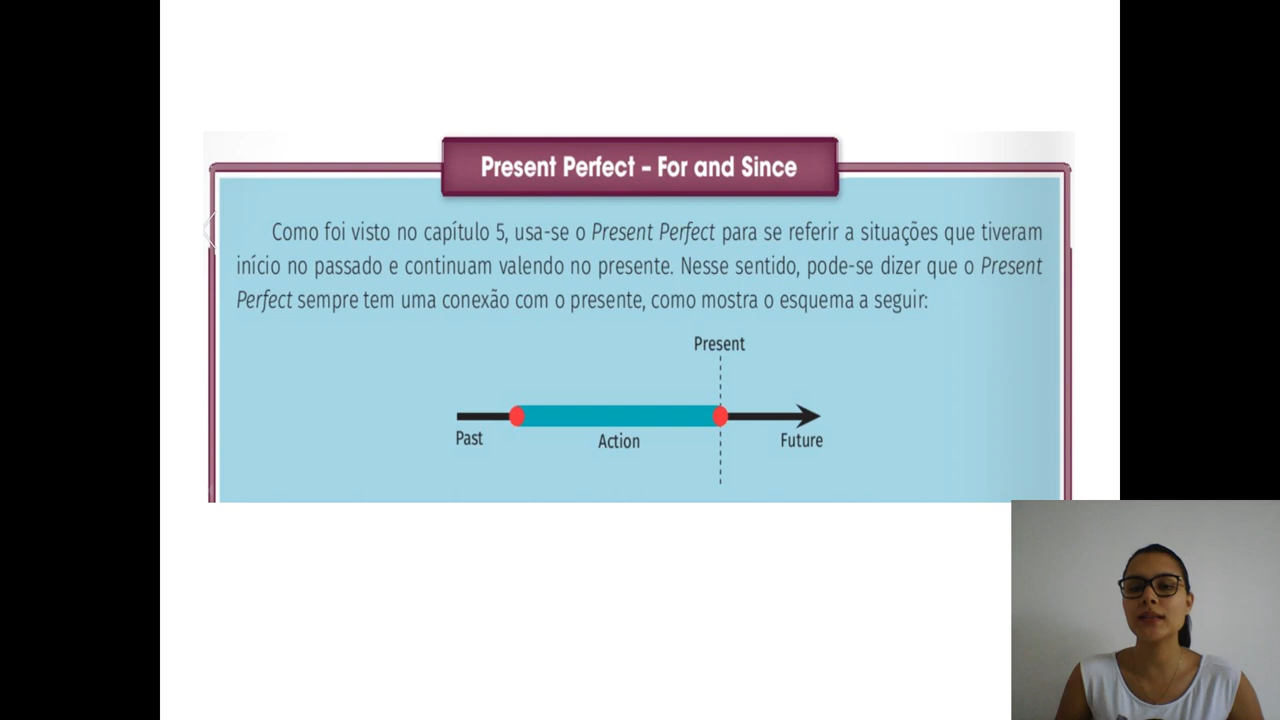 Present Perfect – For and Since
Como foi visto no capítulo 5, usa-se o Present Perfect para se referir a situações que tiveram
início no passado e continuam valendo no presente. Nesse sentido, pode-se dizer que o Present
Perfect sempre tem uma conexão com o presente, como mostra o esquema a seguir:
Present
Past
Action
Future